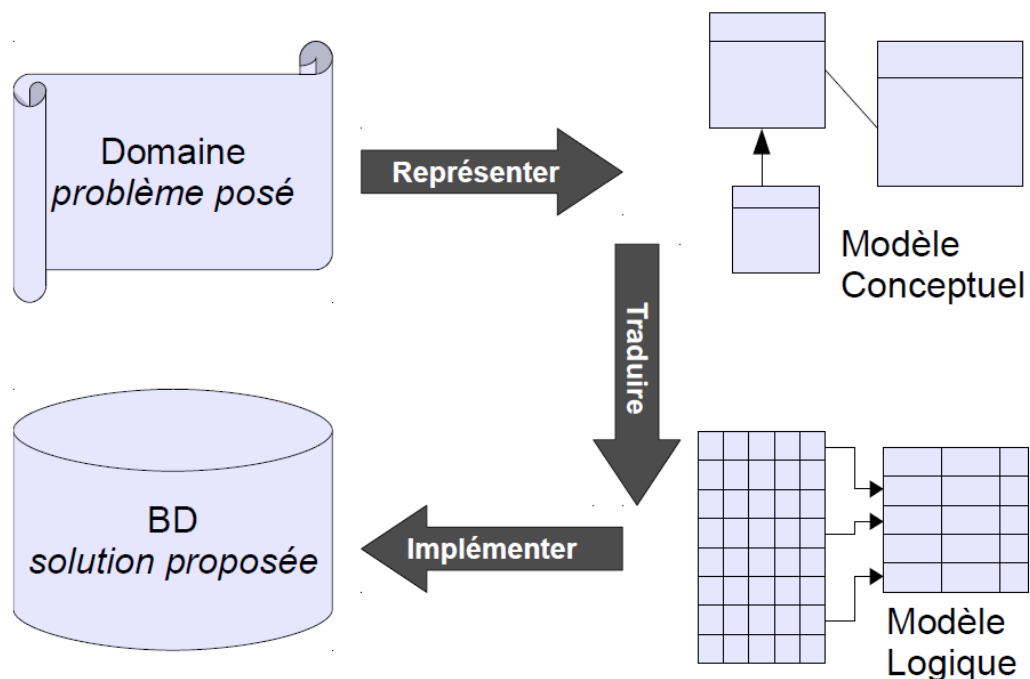 Domaine
problème posé
Représenter
Modèle
Conceptuel
Traduire
BD
solution proposée
Implémenter
Modèle
Logique